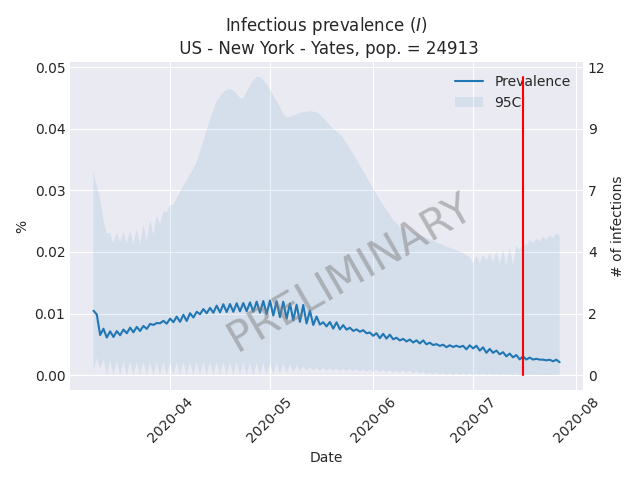 Infectious prevalence (I)
US - New York - Yates, pop. = 24913
0.05
0.04
0.03
0.02
0.01
0.00
%
12
9
7
4
2
0
# of infections
Prevalence
95CI
PRELIMINARY
2020-04
2020-05
2020-06
2020-07
2020-08
Date